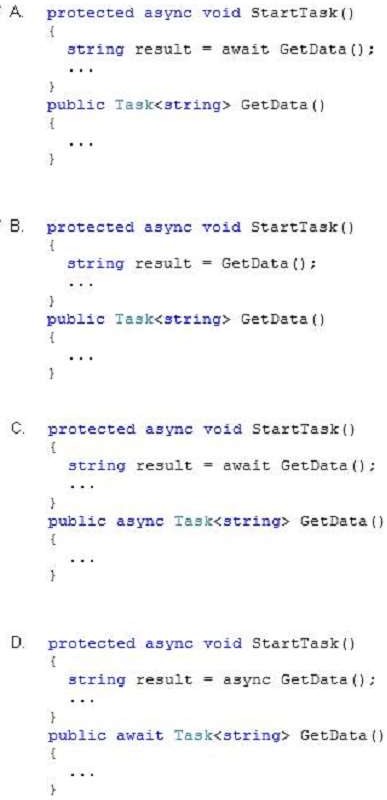 A. protected async void StartTask()
{
string result = await GetData();
...
}
public Task<string> GetData()
{
...
}
B. protected async void StartTask()
{
string result = GetData();
...
}
public Task<string> GetData()
{
...
}
C. protected async void StartTask()
{
string result = await GetData();
...
}
public async Task<string> GetData()
{
...
}
D. protected async void StartTask()
{
string result = async GetData();
...
}
public await Task<string> GetData()
{
...
}